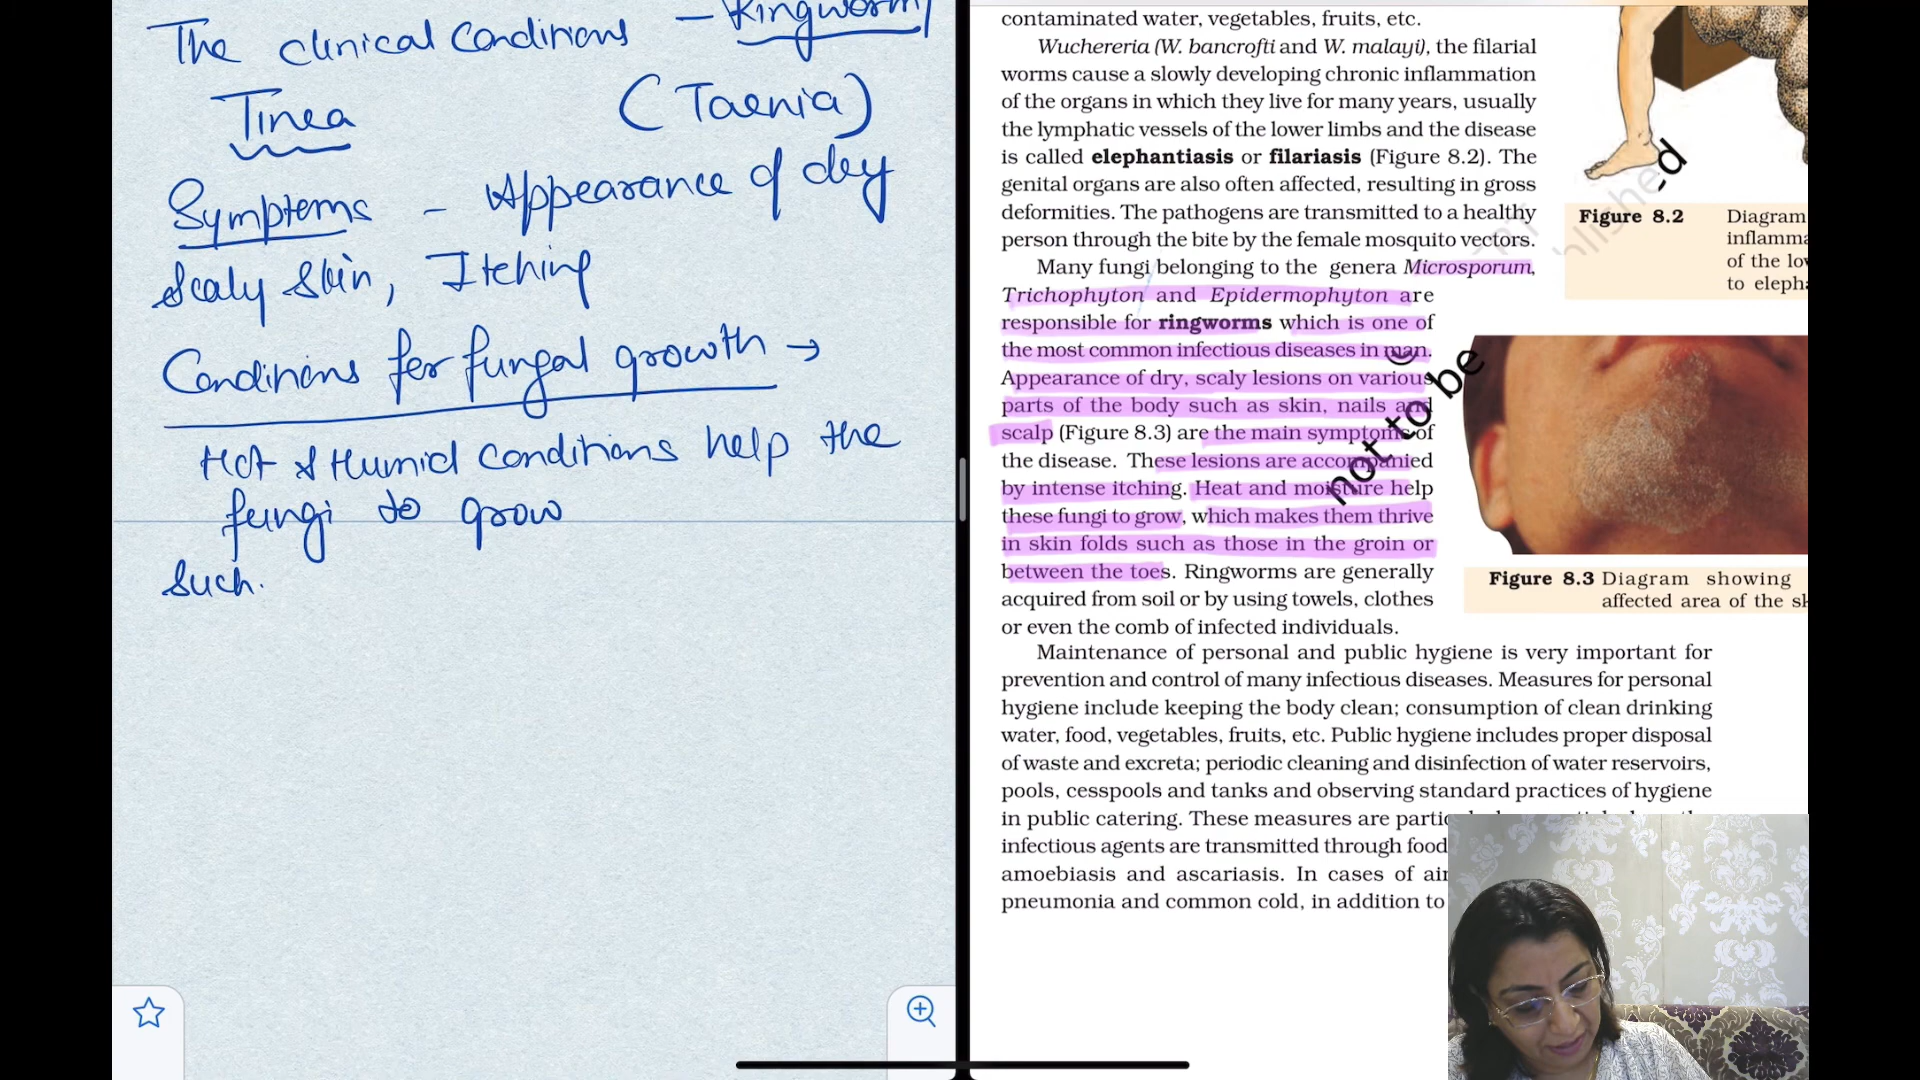 The clinical Conditions - Ringworm
Tinea (Taenia)
Symptoms - Appearance of dry
Scaly Skin, Itching
Conditions for fungal growth →
Hot & Humid Conditions help the
fungi to grow
Such.
contaminated water, vegetables, fruits, etc.
Wuchereria (W. bancrofti and W. malayi), the filarial
worms cause a slowly developing chronic inflammation
of the organs in which they live for many years, usually
the lymphatic vessels of the lower limbs and the disease
is called elephantiasis or filariasis (Figure 8.2). The
genital organs are also often affected, resulting in gross
deformities. The pathogens are transmitted to a healthy
person through the bite by the female mosquito vectors.
Many fungi belonging to the genera Microsporum,
Trichophyton and Epidermophyton are
responsible for ringworms which is one of
the most common infectious diseases in man.
Appearance of dry, scaly lesions on various
parts of the body such as skin, nails and
scalp (Figure 8.3) are the main symptoms of
the disease. These lesions are accompanied
by intense itching. Heat and moisture help
these fungi to grow, which makes them thrive
in skin folds such as those in the groin or
between the toes. Ringworms are generally
acquired from soil or by using towels, clothes
or even the comb of infected individuals.
Maintenance of personal and public hygiene is very important for
prevention and control of many infectious diseases. Measures for personal
hygiene include keeping the body clean; consumption of clean drinking
water, food, vegetables, fruits, etc. Public hygiene includes proper disposal
of waste and excreta; periodic cleaning and disinfection of water reservoirs,
pools, cesspools and tanks and observing standard practices of hygiene
in public catering. These measures are
infectious agents are transmitted through food
amoebiasis and ascariasis. In cases of
pneumonia and common cold, in addition to
Figure 8.2 Diagram
of the
to
Figure 8.3 Diagram showing
affected area of the
not to be